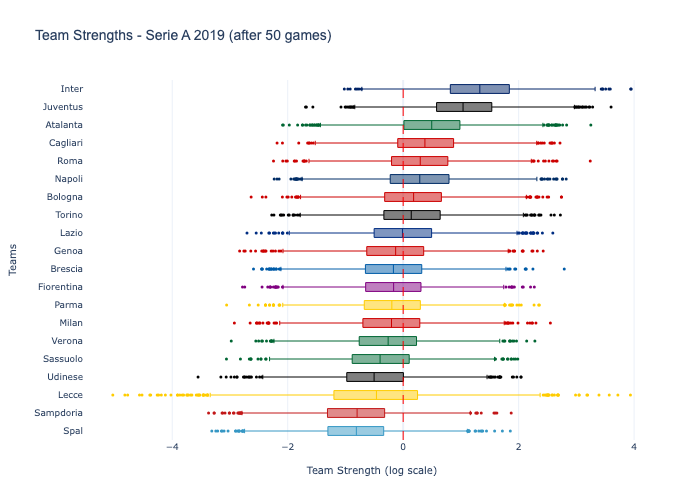 Team Strengths - Serie A 2019 (after 50 games)
Inter
Juventus
Atalanta
Cagliari
Roma
Napoli
Bologna
Torino
Lazio
Genoa
Brescia
Fiorentina
Parma
Milan
Verona
Sassuolo
Udinese
Lecce
Sampdoria
Spal
Teams
−4 −2 0 2 4
Team Strength (log scale)